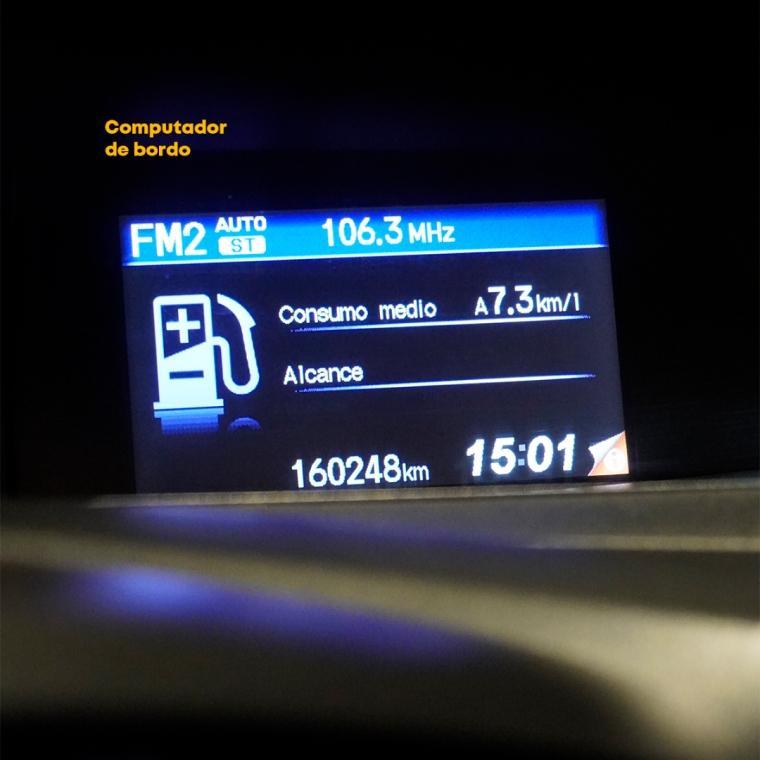 Computador
de bordo
FM2 AUTO ST 106.3 MHz
Consumo medio A7.3km/l
Alcance
160248km 15:01